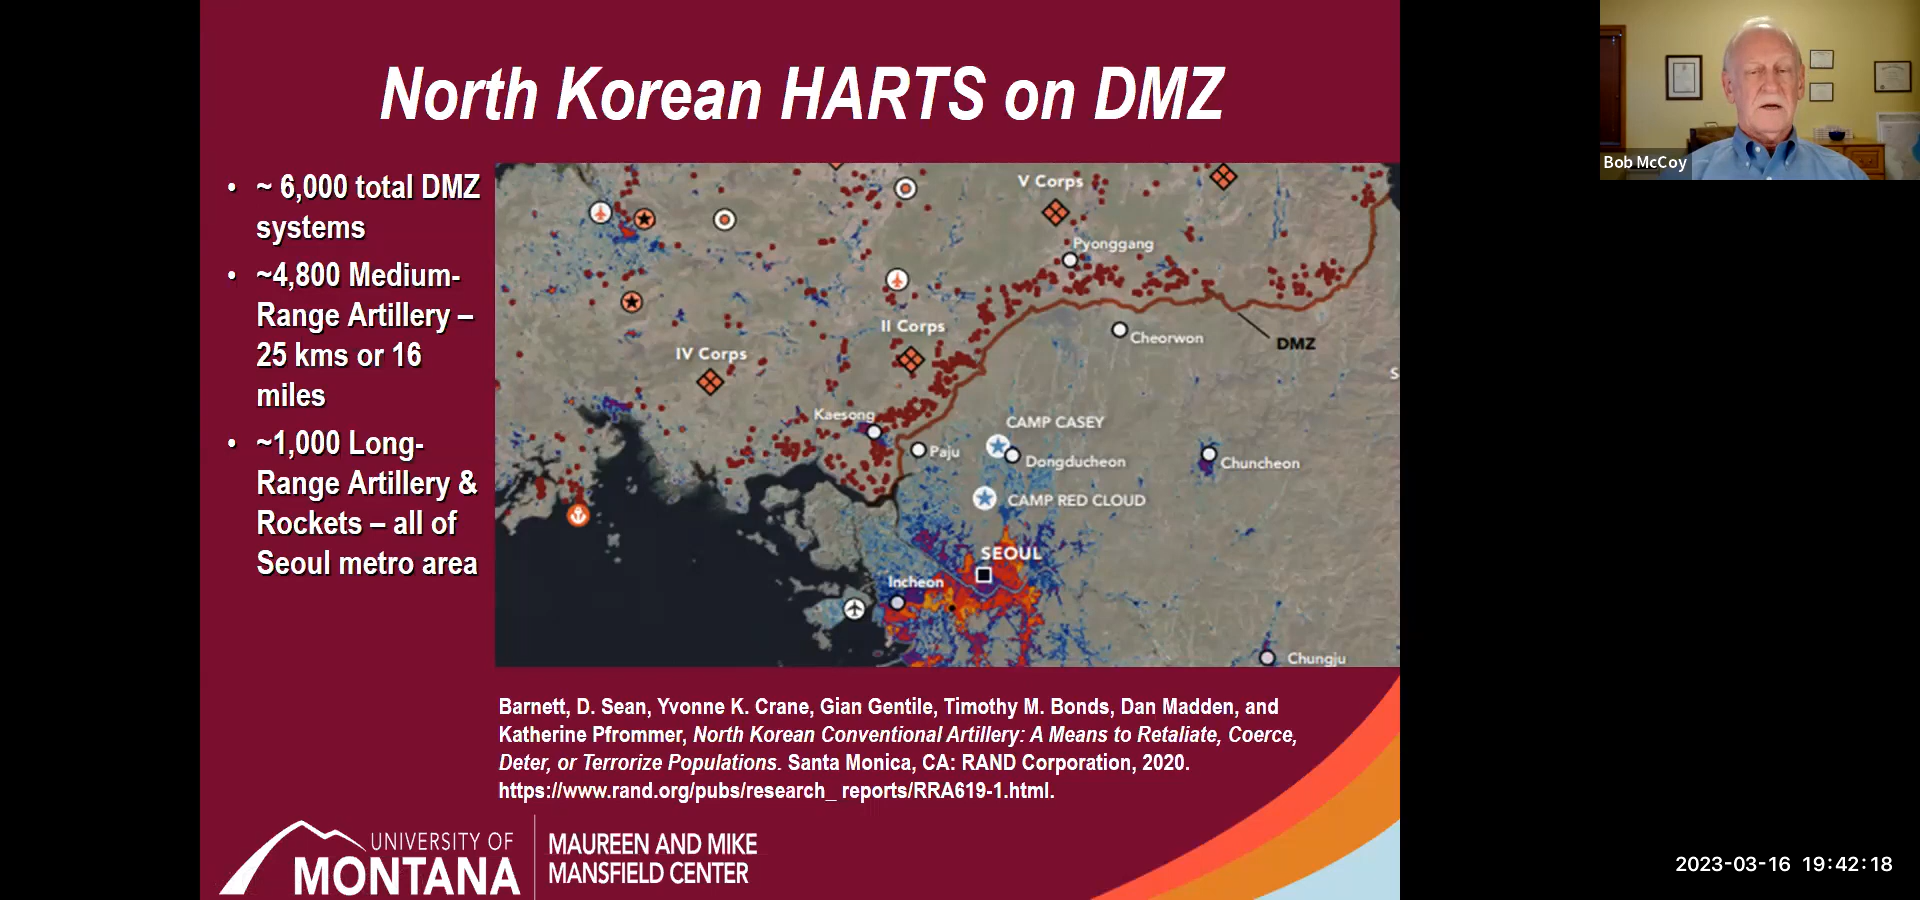 North Korean HARTS on DMZ
• ~ 6,000 total DMZ
systems
• ~4,800 Medium-
Range Artillery –
25 kms or 16
miles
• ~1,000 Long-
Range Artillery &
Rockets – all of
Seoul metro area
V Corps
Pyonggang
II Corps
IV Corps
Cheorwon
DMZ
S
Kaesong
CAMP CASEY
Paju
Dongducheon
Chuncheon
CAMP RED CLOUD
SEOUL
Incheon
Chungju
Barnett, D. Sean, Yvonne K. Crane, Gian Gentile, Timothy M. Bonds, Dan Madden, and
Katherine Pfrommer, North Korean Conventional Artillery: A Means to Retaliate, Coerce,
Deter, or Terrorize Populations. Santa Monica, CA: RAND Corporation, 2020.
https://www.rand.org/pubs/research_ reports/RRA619-1.html.
UNIVERSITY OF
MONTANA
MAUREEN AND MIKE
MANSFIELD CENTER
Bob McCoy
2023-03-16 19:42:18